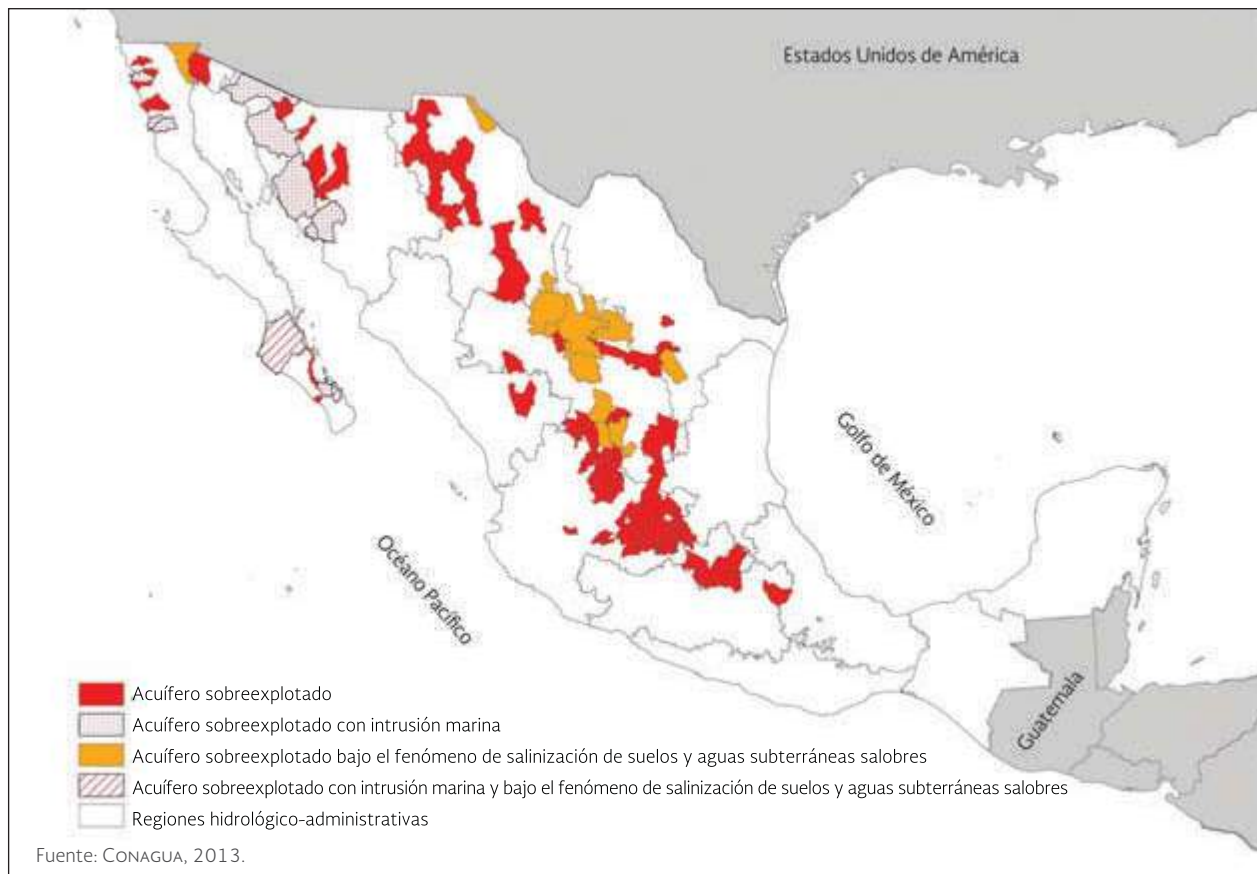 Estados Unidos de América
Golfo de México
Océano Pacífico
Guatemala
Acuífero sobreexplotado
Acuífero sobreexplotado con intrusión marina
Acuífero sobreexplotado bajo el fenómeno de salinización de suelos y aguas subterráneas salobres
Acuífero sobreexplotado con intrusión marina y bajo el fenómeno de salinización de suelos y aguas subterráneas salobres
Regiones hidrológico-administrativas
Fuente: CONAGUA, 2013.